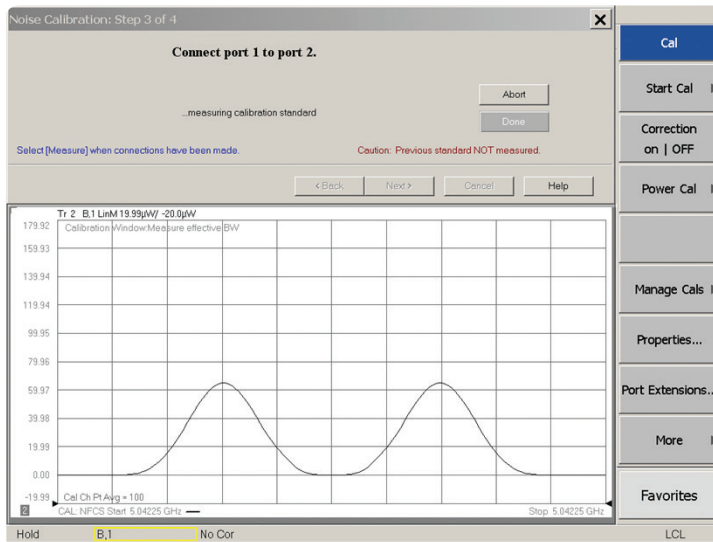 Noise Calibration: Step 3 of 4
Connect port 1 to port 2.
...measuring calibration standard
Abort
Done
Select [Measure] when connections have been made.
Caution: Previous standard NOT measured.
< Back
Next >
Cancel
Help
Tr 2 B,1 LinM 19.99µW/ -20.0µW
Calibration Window:Measure effective BW
179.92
159.93
139.94
119.94
99.95
79.96
59.97
39.98
19.99
0.00
-19.99
Cal Ch Pt Avg = 100
2
CAL: NFCS Start 5.04225 GHz
Stop 5.04225 GHz
Hold
B,1
No Cor
LCL
Cal
Start Cal
Correction
on | OFF
Power Cal
Manage Cals
Properties...
Port Extensions..
More
Favorites